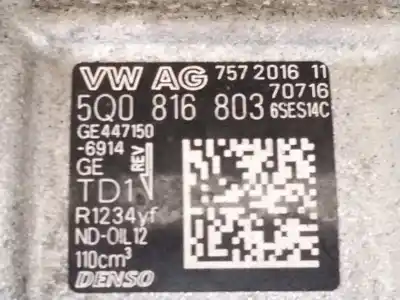 VW AG 757 2016 11
5Q0 816 803 70716
6SES14C
GE447150
-6914
GE REV
TD1
R1234yf
ND-OIL12
110cm³
DENSO